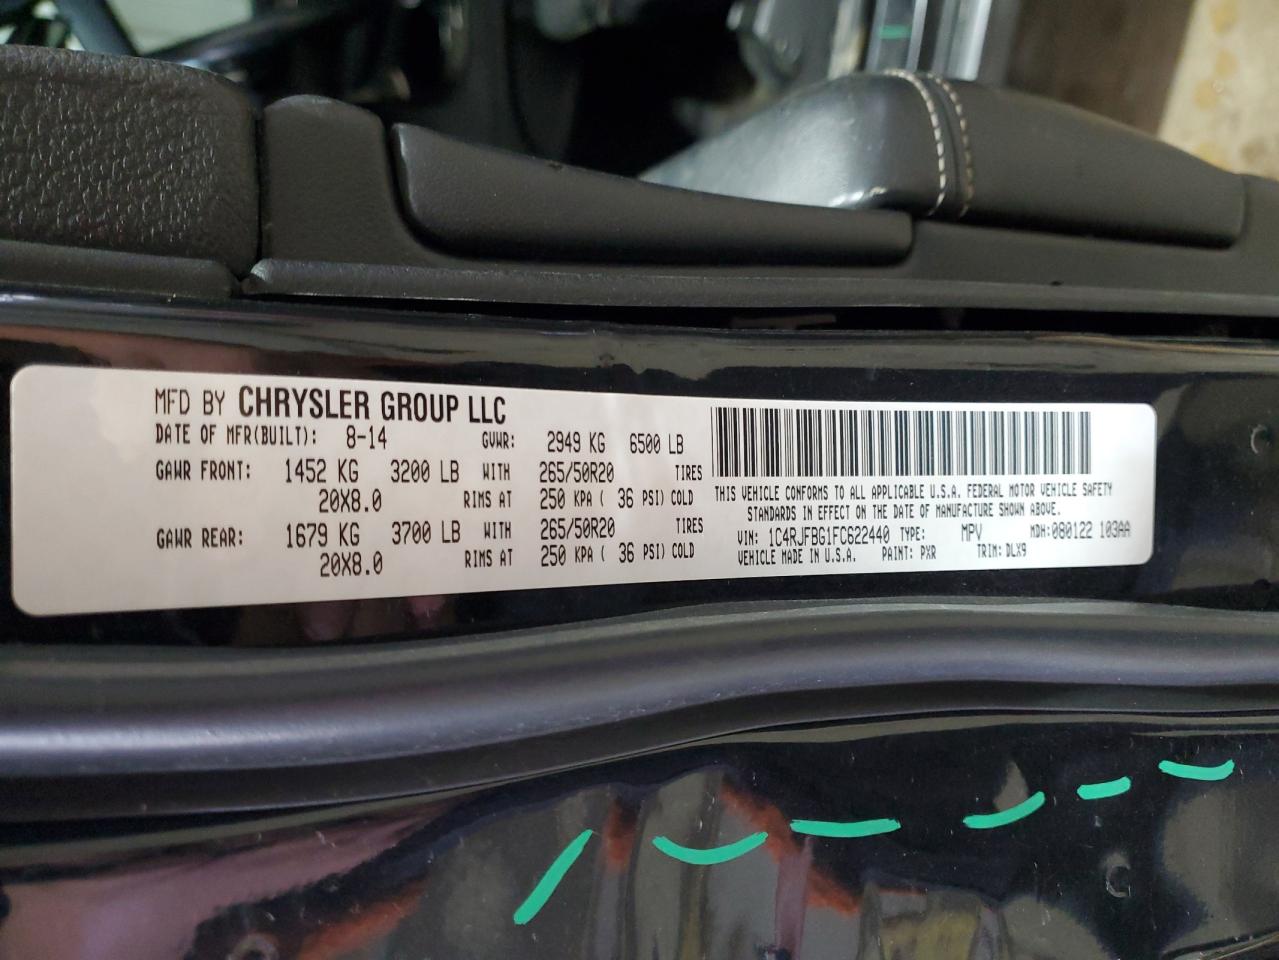 MFD BY CHRYSLER GROUP LLC
DATE OF MFR(BUILT): 8-14 GVWR: 2949 KG 6500 LB
GAWR FRONT: 1452 KG 3200 LB WITH 265/50R20 TIRES
20X8.0 RIMS AT 250 KPA ( 36 PSI) COLD
GAWR REAR: 1679 KG 3700 LB WITH 265/50R20 TIRES
20X8.0 RIMS AT 250 KPA ( 36 PSI) COLD
THIS VEHICLE CONFORMS TO ALL APPLICABLE U.S.A. FEDERAL MOTOR VEHICLE SAFETY
STANDARDS IN EFFECT ON THE DATE OF MANUFACTURE SHOWN ABOVE.
VIN: 1C4RJFBG1FC622440 TYPE: MPV MDH:080122 103AA
VEHICLE MADE IN U.S.A. PAINT: PXR TRIM:DLX9